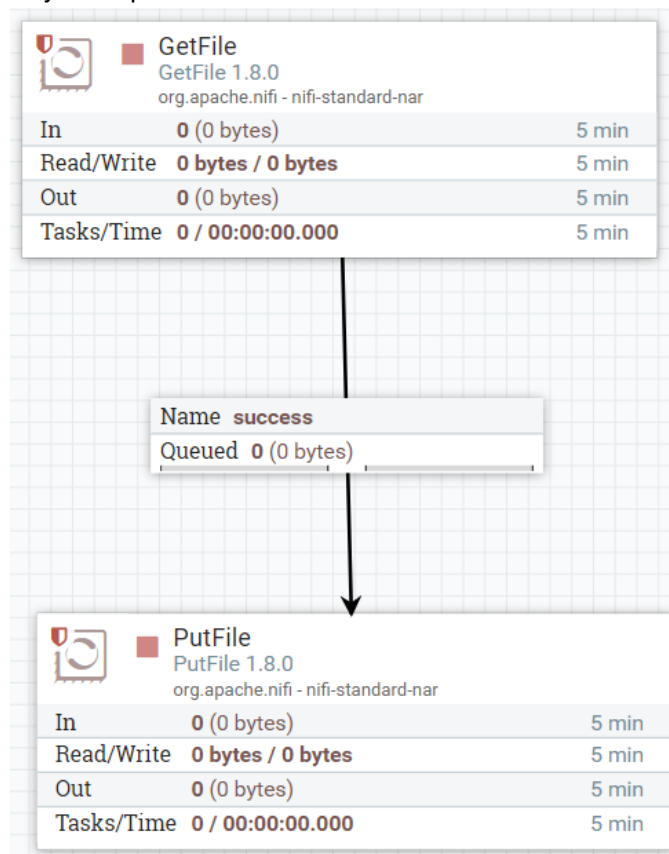 GetFile
GetFile 1.8.0
org.apache.nifi - nifi-standard-nar
In 0 (0 bytes) 5 min
Read/Write 0 bytes / 0 bytes 5 min
Out 0 (0 bytes) 5 min
Tasks/Time 0 / 00:00:00.000 5 min
Name success
Queued 0 (0 bytes)
PutFile
PutFile 1.8.0
org.apache.nifi - nifi-standard-nar
In 0 (0 bytes) 5 min
Read/Write 0 bytes / 0 bytes 5 min
Out 0 (0 bytes) 5 min
Tasks/Time 0 / 00:00:00.000 5 min